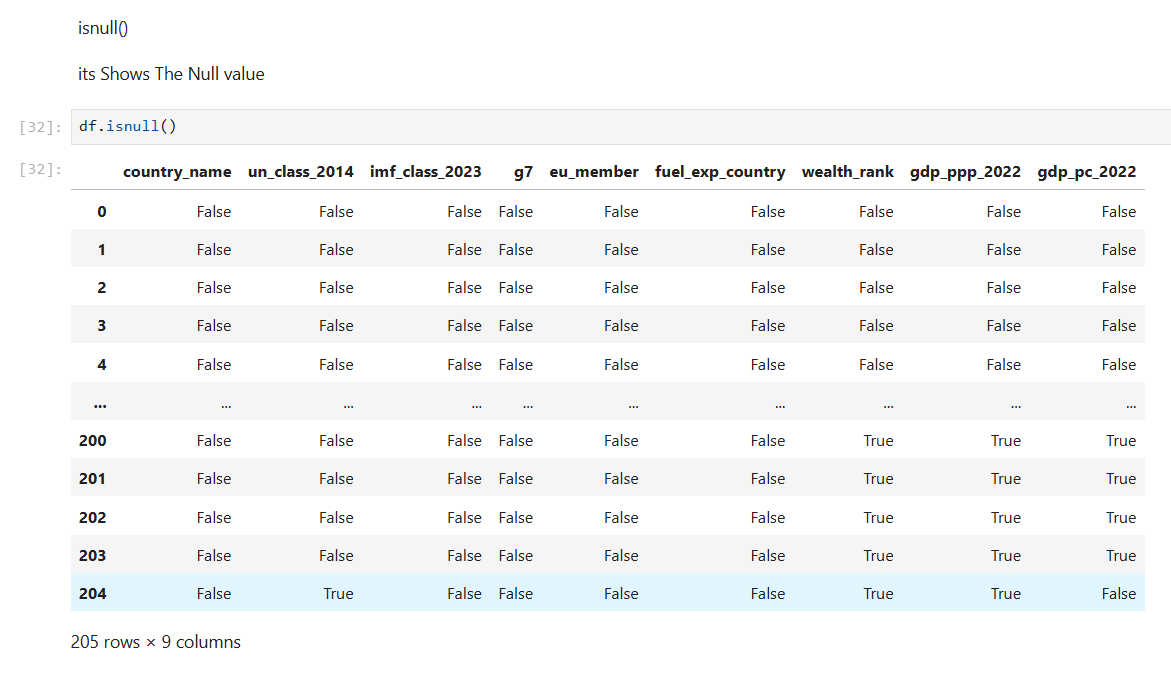 isnull()
its Shows The Null value
[32]: df.isnull()
[32]: country_name un_class_2014 imf_class_2023 g7 eu_member fuel_exp_country wealth_rank gdp_ppp_2022 gdp_pc_2022
0 False False False False False False False False False
1 False False False False False False False False False
2 False False False False False False False False False
3 False False False False False False False False False
4 False False False False False False False False False
... ... ... ... ... ... ... ... ... ...
200 False False False False False False True True True
201 False False False False False False True True True
202 False False False False False False True True True
203 False False False False False False True True True
204 False True False False False False True True False
205 rows × 9 columns